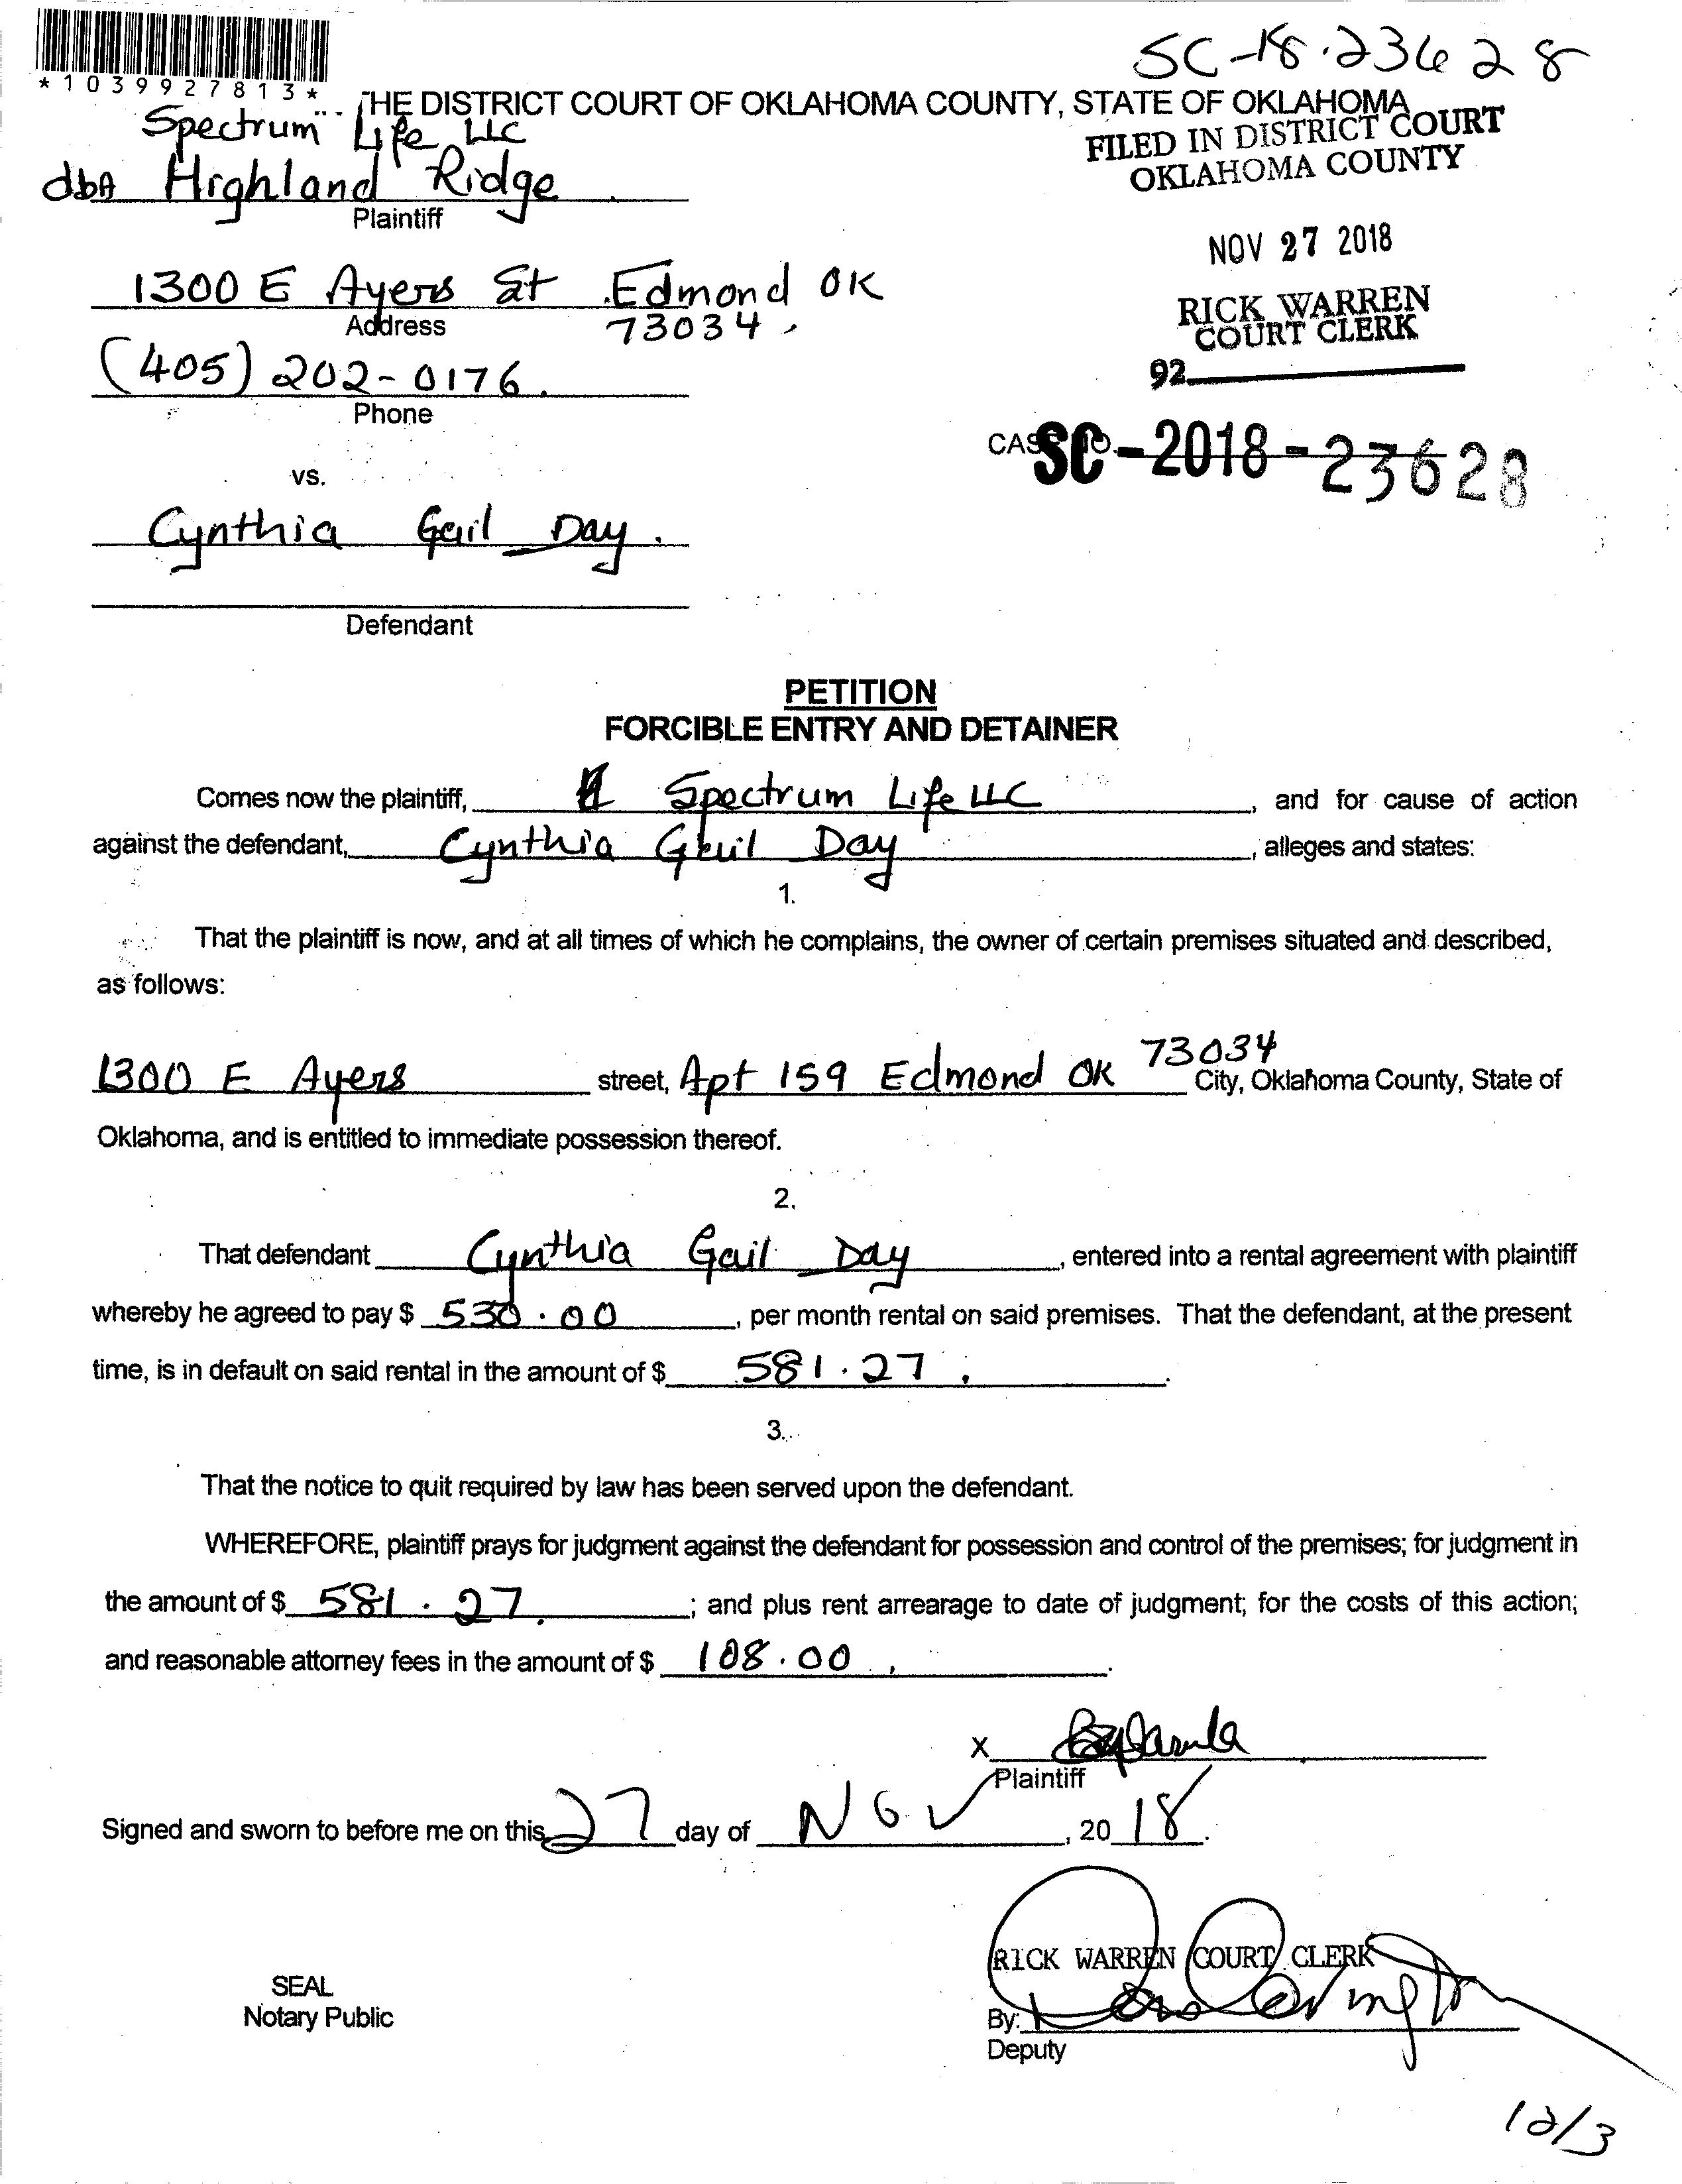 SC-18-23628
*1039927813*
THE DISTRICT COURT OF OKLAHOMA COUNTY, STATE OF OKLAHOMA
Spectrum Life LLC
dba Highland Ridge
Plaintiff
FILED IN DISTRICT COURT
OKLAHOMA COUNTY
NOV 27 2018
RICK WARREN
COURT CLERK
92
1300 E Ayers St Edmond OK
73034
Address
(405) 202-0176
Phone
CASE NO. SC-2018-23628
vs.
Cynthia Gail Day
Defendant
PETITION
FORCIBLE ENTRY AND DETAINER
Comes now the plaintiff, Spectrum Life LLC, and for cause of action
against the defendant, Cynthia Gail Day, alleges and states:
1.
That the plaintiff is now, and at all times of which he complains, the owner of certain premises situated and described,
as follows:
1300 E Ayers street, Apt 159 Edmond OK 73034 City, Oklahoma County, State of
Oklahoma, and is entitled to immediate possession thereof.
2.
That defendant Cynthia Gail Day, entered into a rental agreement with plaintiff
whereby he agreed to pay $ 530.00, per month rental on said premises. That the defendant, at the present
time, is in default on said rental in the amount of $ 581.27.
3.
That the notice to quit required by law has been served upon the defendant.
WHEREFORE, plaintiff prays for judgment against the defendant for possession and control of the premises; for judgment in
the amount of $ 581.27; and plus rent arrearage to date of judgment; for the costs of this action;
and reasonable attorney fees in the amount of $ 108.00.
X
Plaintiff
Signed and sworn to before me on this 27 day of Nov, 2018.
RICK WARREN COURT CLERK
SEAL
Notary Public
By:
Deputy
12/3